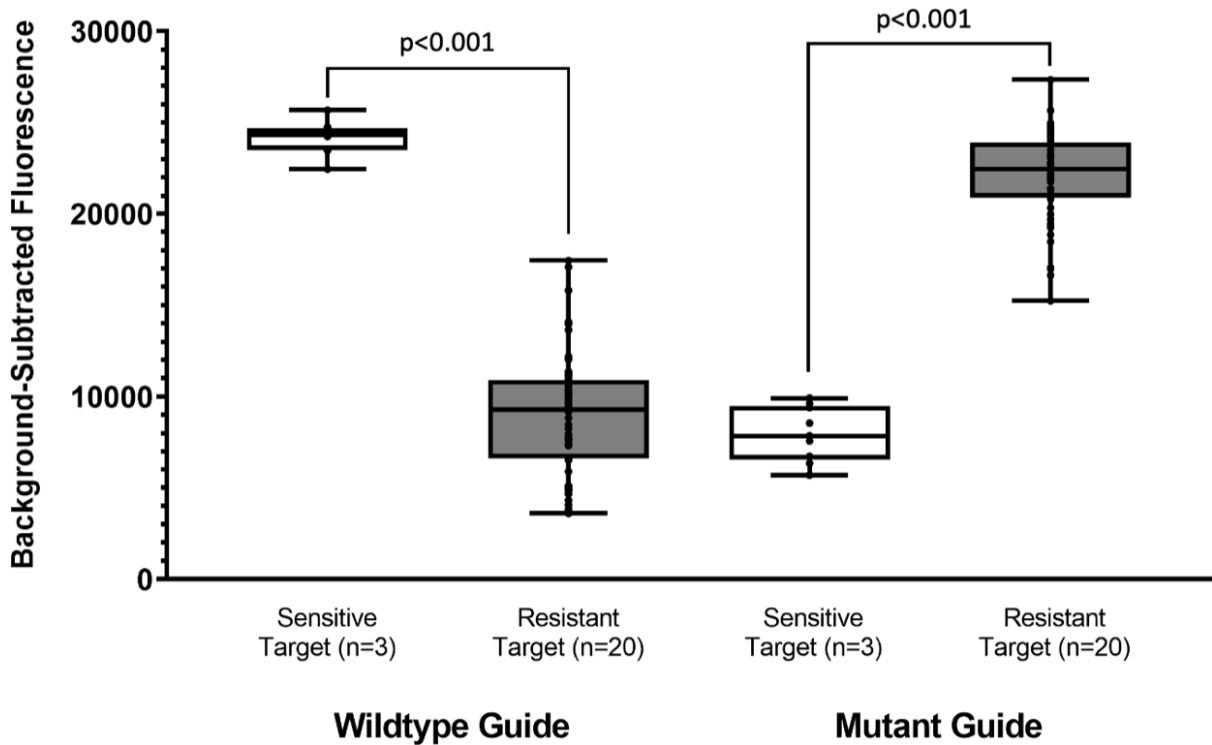 Background-Subtracted Fluorescence
30000
20000
10000
0
p<0.001
p<0.001
Sensitive
Target (n=3)
Resistant
Target (n=20)
Sensitive
Target (n=3)
Resistant
Target (n=20)
Wildtype Guide
Mutant Guide